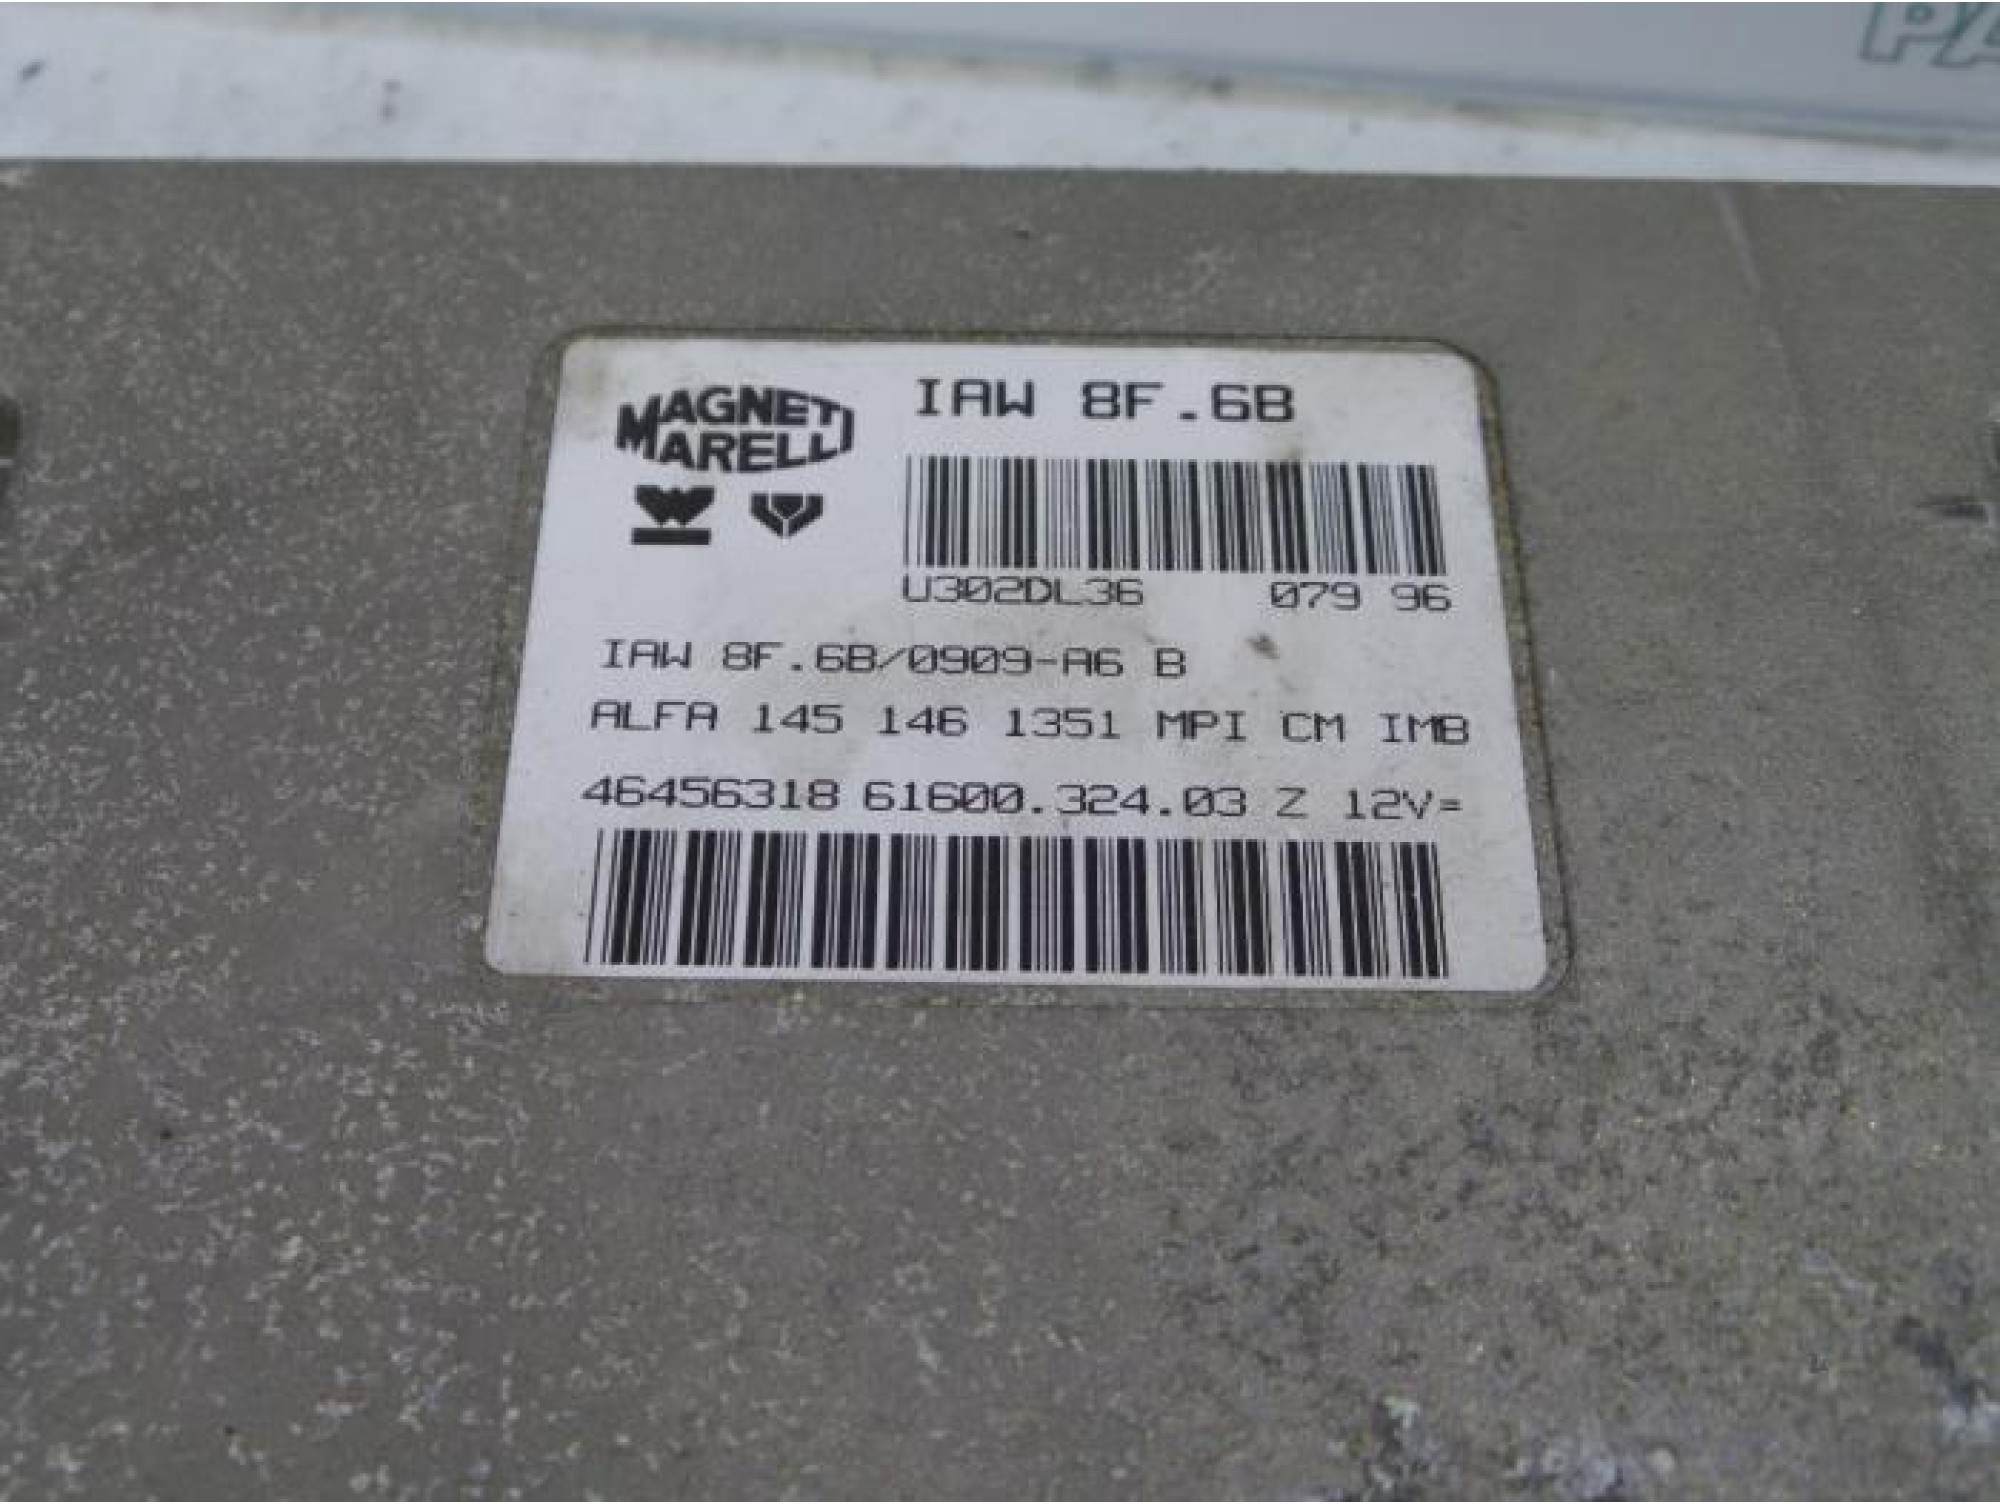 PA
MAGNETI
MARELLI
IAW 8F.6B
U302DL36 079 96
IAW 8F.6B/0909-A6 B
ALFA 145 146 1351 MPI CM IMB
46456318 61600.324.03 Z 12V=